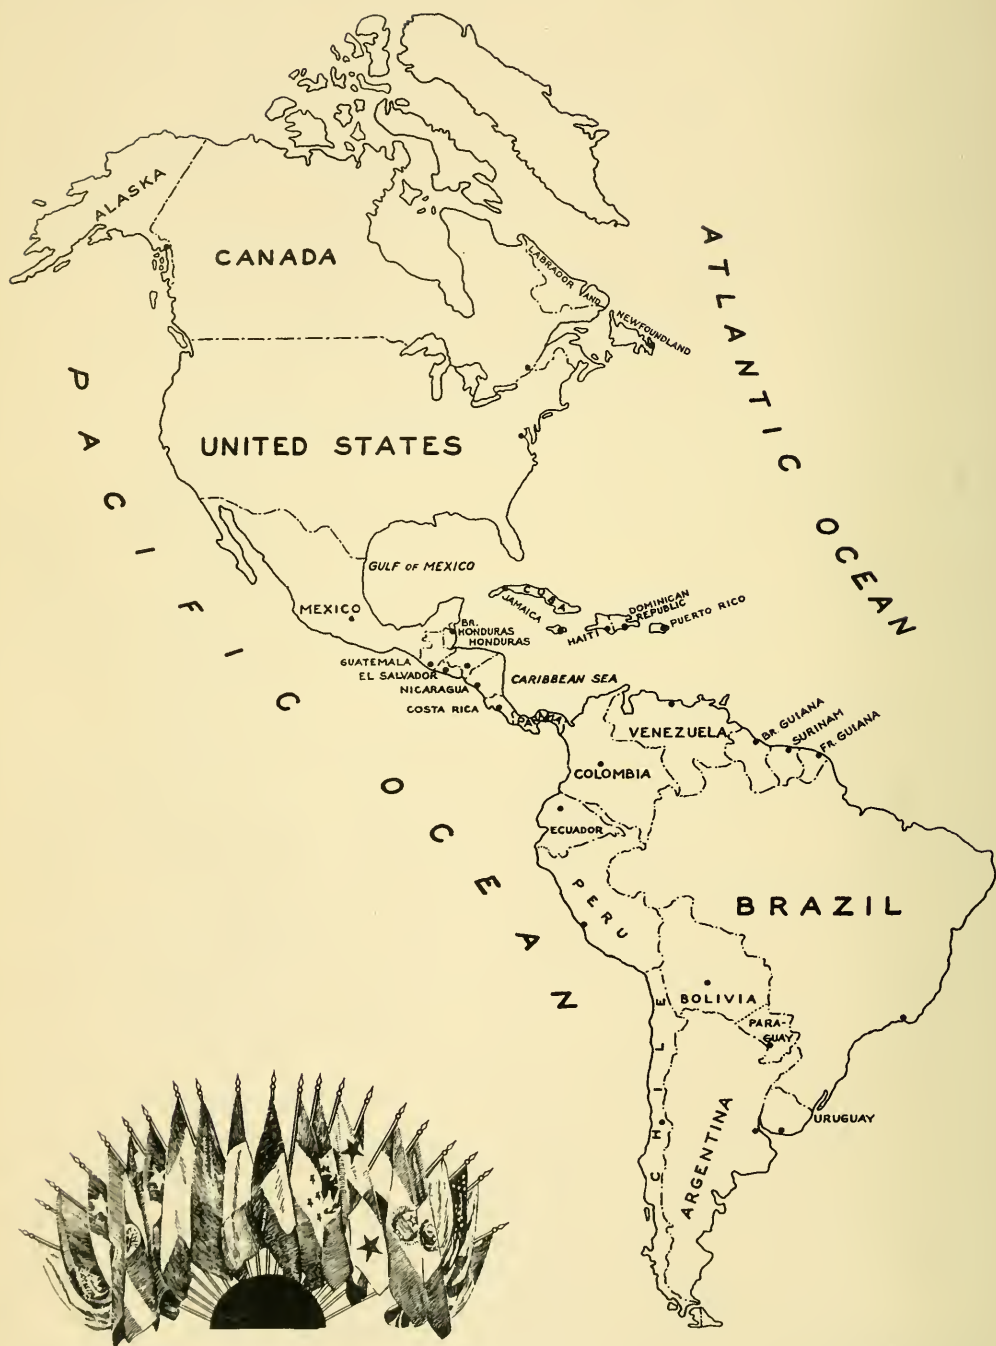 ALASKA
CANADA
LABRADOR AND
NEWFOUNDLAND
ATLANTIC OCEAN
PACIFIC OCEAN
UNITED STATES
GULF OF MEXICO
MEXICO
CUBA
JAMAICA
HAITI
DOMINICAN
REPUBLIC
PUERTO RICO
BR.
HONDURAS
HONDURAS
GUATEMALA
EL SALVADOR
NICARAGUA
COSTA RICA
CARIBBEAN SEA
PANAMA
VENEZUELA
BR. GUIANA
SURINAM
FR. GUIANA
COLOMBIA
ECUADOR
PERU
BRAZIL
BOLIVIA
PARA-
GUAY
CHILE
ARGENTINA
URUGUAY